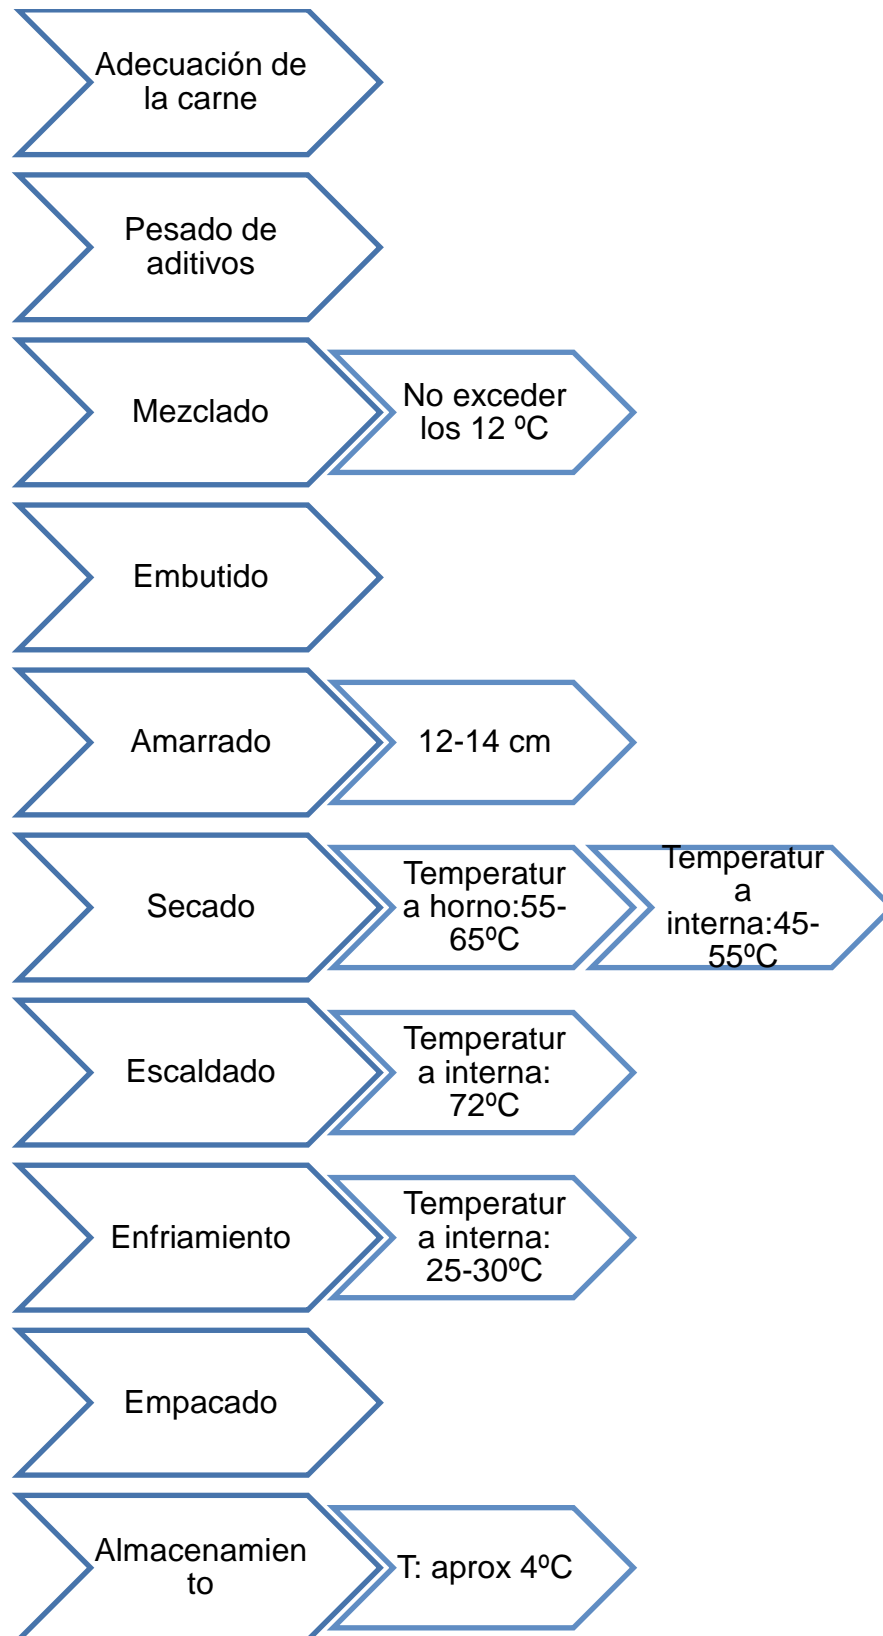 Adecuación de
la carne
Pesado de
aditivos
Mezclado
No exceder
los 12 ºC
Embutido
Amarrado
12-14 cm
Secado
Temperatur
a horno:55-
65ºC
Temperatur
a
interna:45-
55ºC
Escaldado
Temperatur
a interna:
72ºC
Enfriamiento
Temperatur
a interna:
25-30ºC
Empacado
Almacenamien
to
T: aprox 4ºC